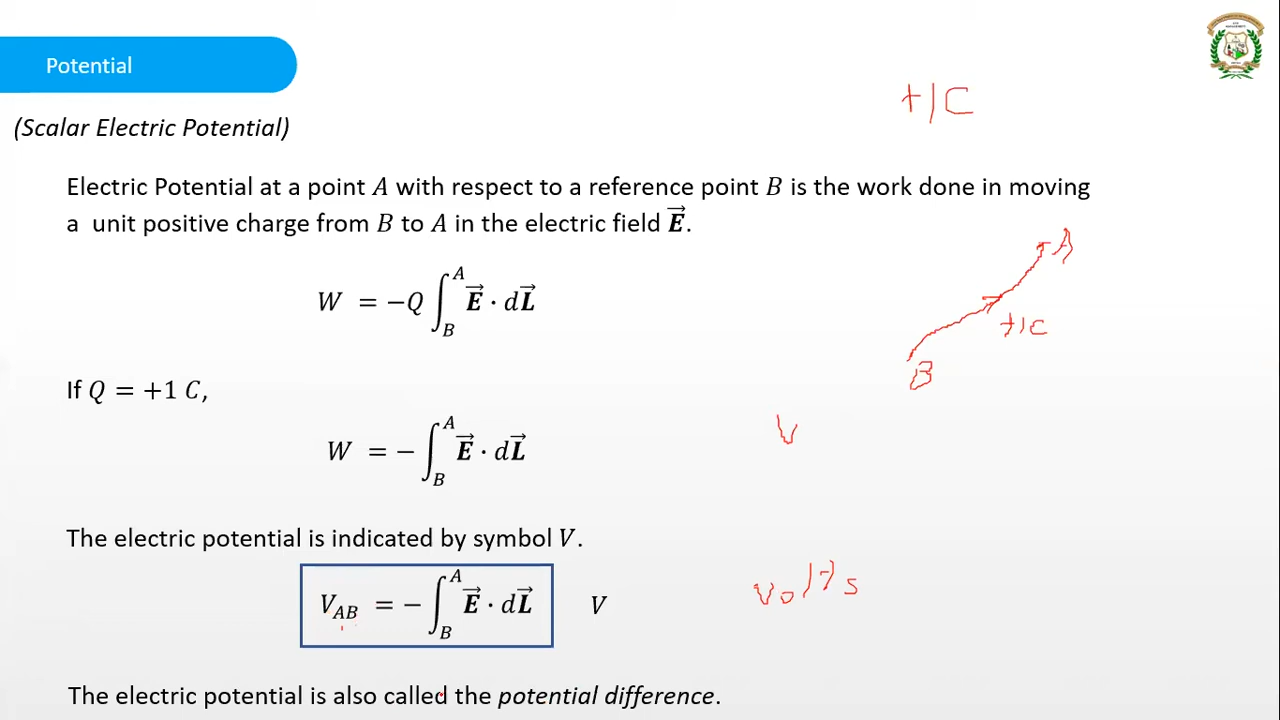 Potential
+1C
(Scalar Electric Potential)
Electric Potential at a point A with respect to a reference point B is the work done in moving
a unit positive charge from B to A in the electric field E⃗.
A
W = −Q ∫_B^A E⃗ · dL⃗
+1C
B
If Q = +1 C,
V
W = − ∫_B^A E⃗ · dL⃗
The electric potential is indicated by symbol V.
V_AB = − ∫_B^A E⃗ · dL⃗ V
volts
The electric potential is also called the potential difference.